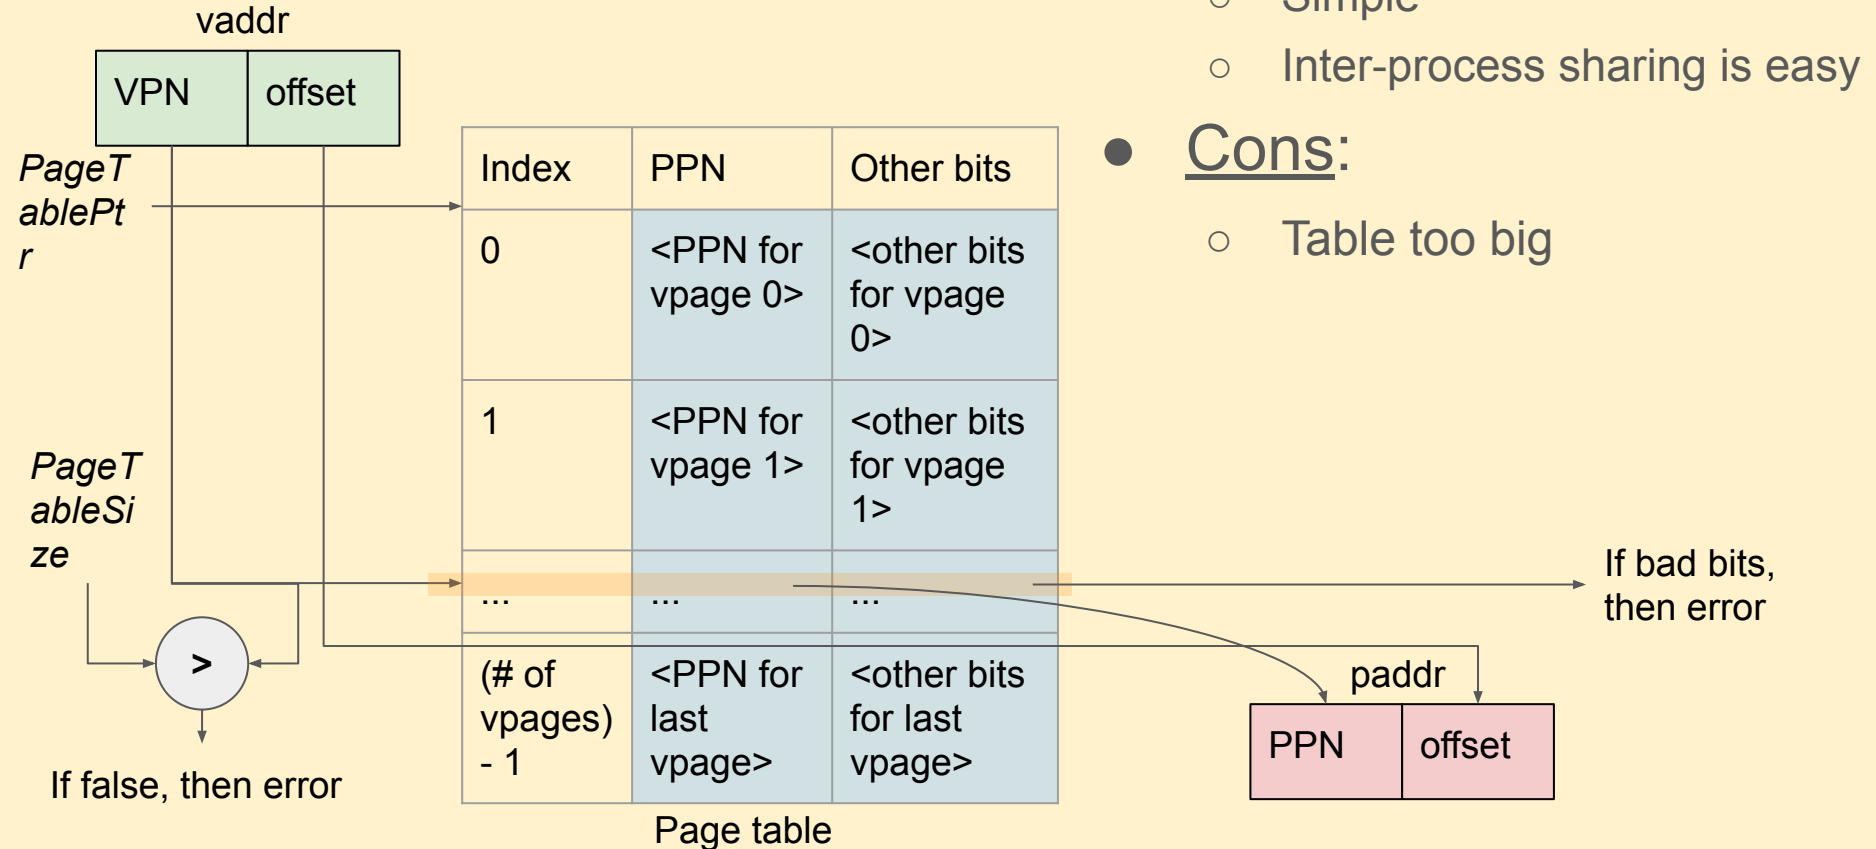 vaddr
VPN
offset
PageT
ablePt
r
PageT
ableSi
ze
>
If false, then error
Index
PPN
Other bits
0
<PPN for
vpage 0>
<other bits
for vpage
0>
1
<PPN for
vpage 1>
<other bits
for vpage
1>
...
...
...
(# of
vpages)
- 1
<PPN for
last
vpage>
<other bits
for last
vpage>
Page table
○ Simple
○ Inter-process sharing is easy
● Cons:
○ Table too big
If bad bits,
then error
paddr
PPN
offset